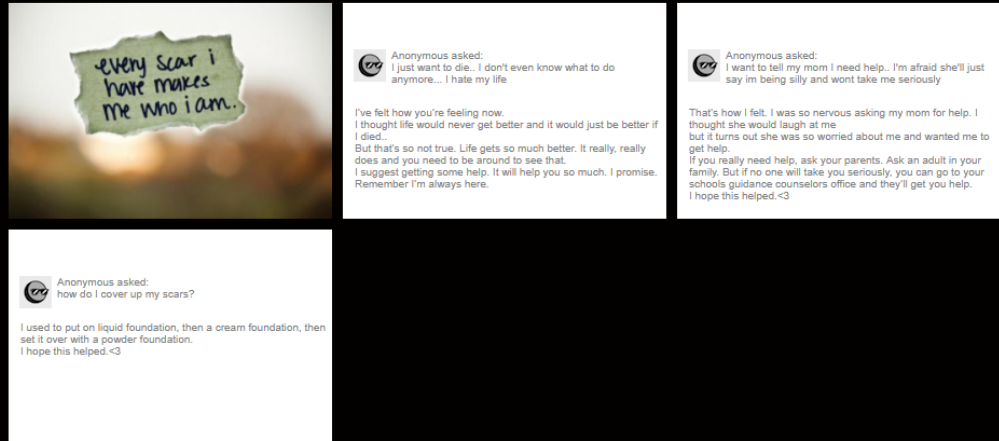 every scar i
have makes
me who i am.
Anonymous asked:
I just want to die.. I don't even know what to do
anymore... I hate my life
I've felt how you're feeling now.
I thought life would never get better and it would just be better if
I died..
But that's so not true. Life gets so much better. It really, really
does and you need to be around to see that.
I suggest getting some help. It will help you so much. I promise.
Remember I'm always here.
Anonymous asked:
I want to tell my mom I need help.. I'm afraid she'll just
say im being silly and wont take me seriously
That's how I felt. I was so nervous asking my mom for help. I
thought she would laugh at me
but it turns out she was so worried about me and wanted me to
get help.
If you really need help, ask your parents. Ask an adult in your
family. But if no one will take you seriously, you can go to your
schools guidance counselors office and they'll get you help.
I hope this helped.<3
Anonymous asked:
how do I cover up my scars?
I used to put on liquid foundation, then a cream foundation, then
set it over with a powder foundation.
I hope this helped.<3